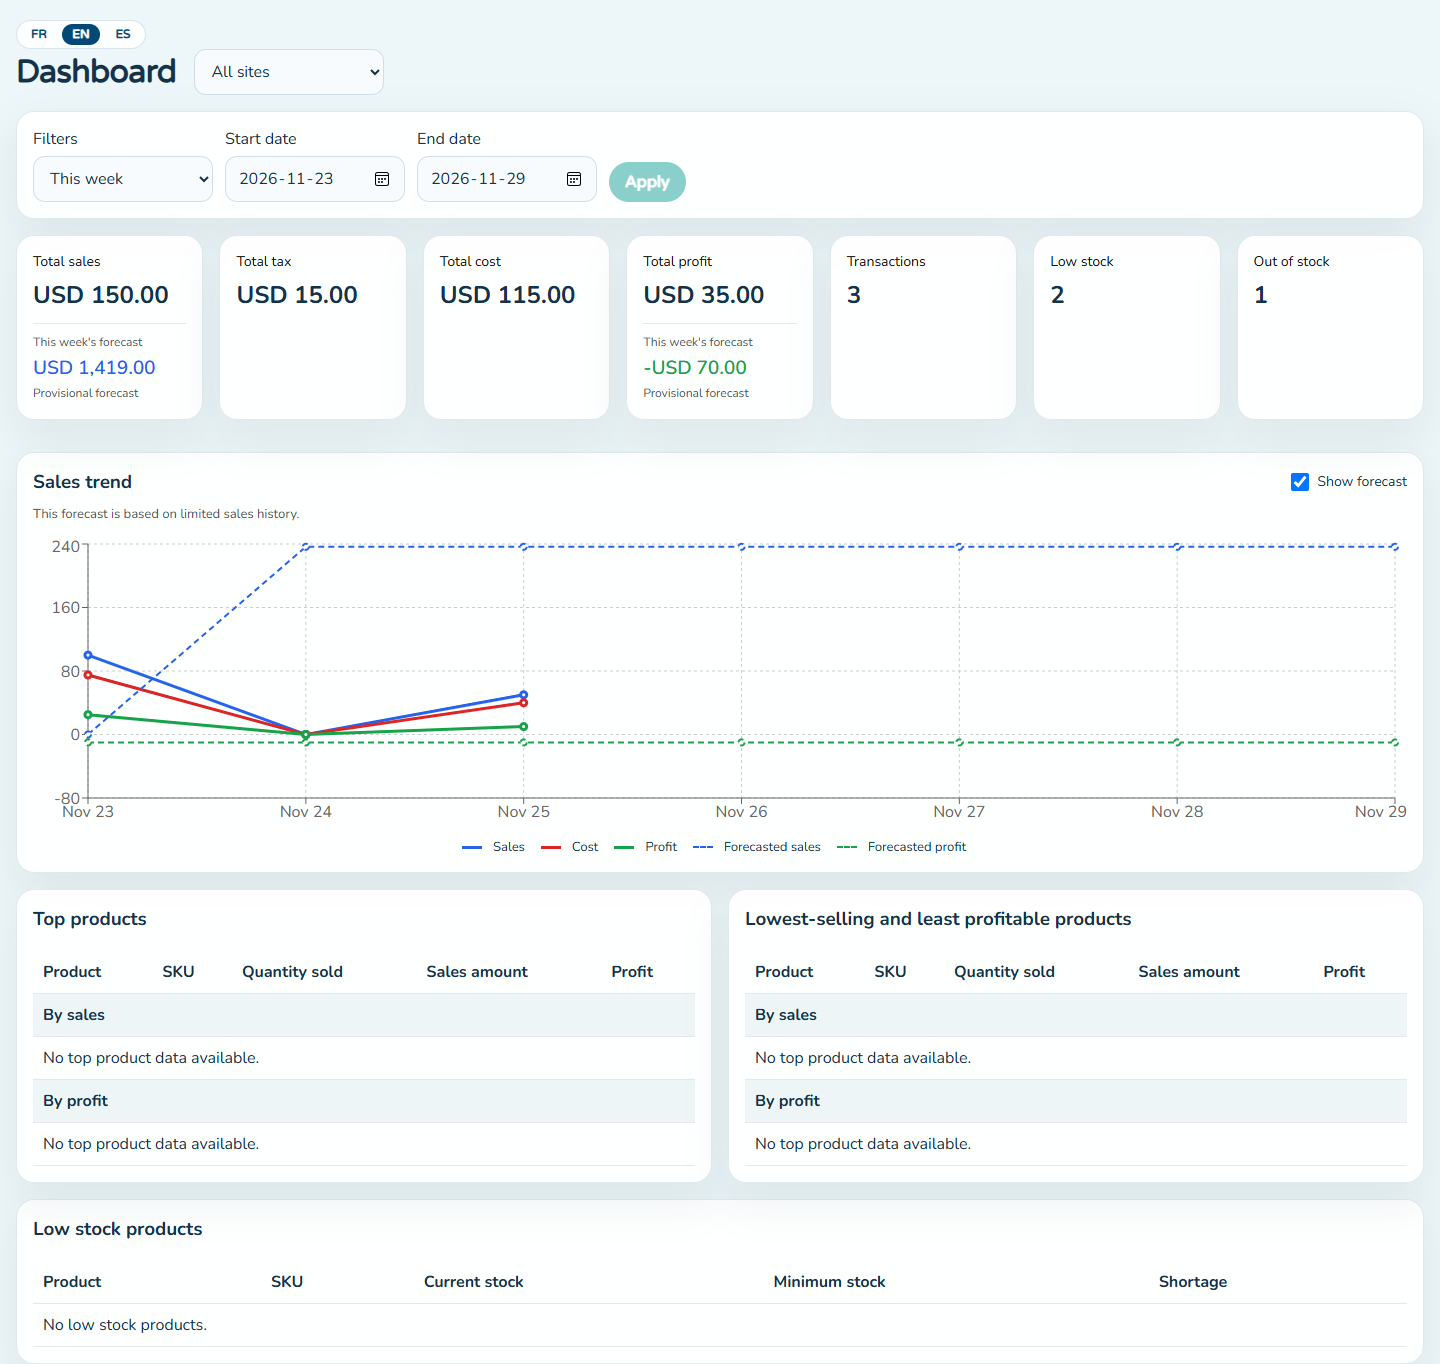 FR EN ES
Dashboard All sites
Filters Start date End date
This week 2026-11-23 2026-11-29 Apply
Total sales
USD 150.00
This week's forecast
USD 1,419.00
Provisional forecast
Total tax
USD 15.00
Total cost
USD 115.00
Total profit
USD 35.00
This week's forecast
-USD 70.00
Provisional forecast
Transactions
3
Low stock
2
Out of stock
1
Sales trend Show forecast
This forecast is based on limited sales history.
240
160
80
0
-80
Nov 23 Nov 24 Nov 25 Nov 26 Nov 27 Nov 28 Nov 29
Sales Cost Profit Forecasted sales Forecasted profit
Top products
Product SKU Quantity sold Sales amount Profit
By sales
No top product data available.
By profit
No top product data available.
Lowest-selling and least profitable products
Product SKU Quantity sold Sales amount Profit
By sales
No top product data available.
By profit
No top product data available.
Low stock products
Product SKU Current stock Minimum stock Shortage
No low stock products.